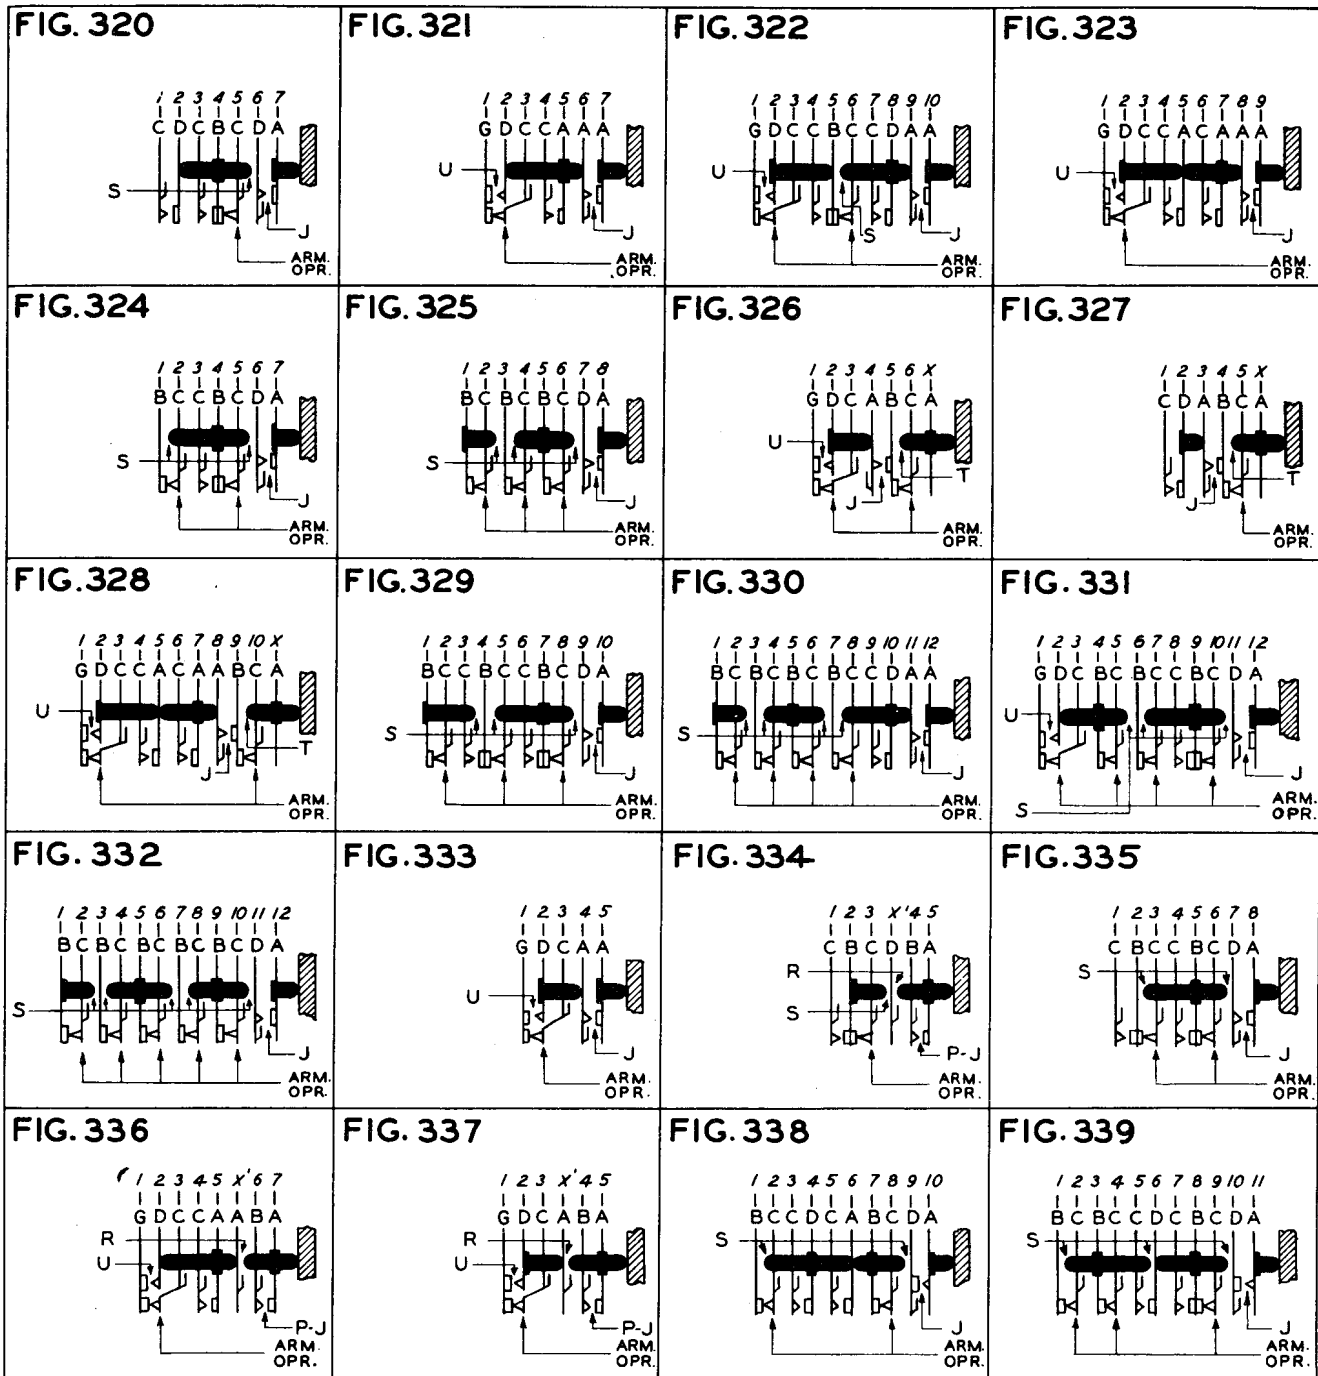 FIG. 320
1 2 3 4 5 6 7
C D C B C D A
S
J
ARM.
OPR.
FIG. 321
1 2 3 4 5 6 7
G D C C A A A
U
J
ARM.
OPR.
FIG. 322
1 2 3 4 5 6 7 8 9 10
G D C C B C C D A A
U
S
J
ARM.
OPR.
FIG. 323
1 2 3 4 5 6 7 8 9
G D C C A C A A A
U
J
ARM.
OPR.
FIG. 324
1 2 3 4 5 6 7
B C C B C D A
S
J
ARM.
OPR.
FIG. 325
1 2 3 4 5 6 7 8
B C B C B C D A
S
J
ARM.
OPR.
FIG. 326
1 2 3 4 5 6 X
G D C A B C A
U
T
J
ARM.
OPR.
FIG. 327
1 2 3 4 5 X
C D A B C A
T
J
ARM.
OPR.
FIG. 328
1 2 3 4 5 6 7 8 9 10 X
G D C C A C A A B C A
U
T
J
ARM.
OPR.
FIG. 329
1 2 3 4 5 6 7 8 9 10
B C C B C C B C D A
S
J
ARM.
OPR.
FIG. 330
1 2 3 4 5 6 7 8 9 10 11 12
B C B C B C B C C D A A
S
J
ARM.
OPR.
FIG. 331
1 2 3 4 5 6 7 8 9 10 11 12
G D C B C B C C B C D A
U
J
S
ARM.
OPR.
FIG. 332
1 2 3 4 5 6 7 8 9 10 11 12
B C B C B C B C B C D A
S
J
ARM.
OPR.
FIG. 333
1 2 3 4 5
G D C A A
U
J
ARM.
OPR.
FIG. 334
1 2 3 X' 4 5
C B C D B A
R
S
P-J
ARM.
OPR.
FIG. 335
1 2 3 4 5 6 7 8
C B C C B C D A
S
J
ARM.
OPR.
FIG. 336
1 2 3 4 5 X' 6 7
G D C C A A B A
R
U
P-J
ARM.
OPR.
FIG. 337
1 2 3 X' 4 5
G D C A B A
R
U
P-J
ARM.
OPR.
FIG. 338
1 2 3 4 5 6 7 8 9 10
B C C D C A B C D A
S
J
ARM.
OPR.
FIG. 339
1 2 3 4 5 6 7 8 9 10 11
B C B C C D C B C D A
S
J
ARM.
OPR.